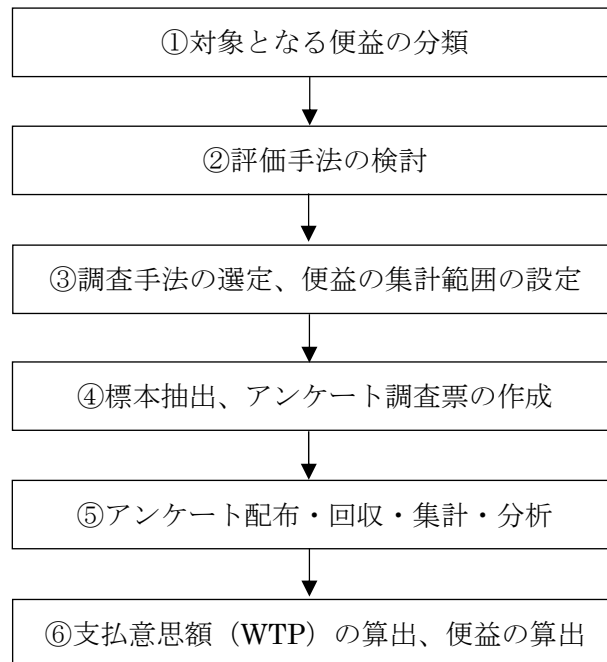 ①対象となる便益の分類
②評価手法の検討
③調査手法の選定、便益の集計範囲の設定
④標本抽出、アンケート調査票の作成
⑤アンケート配布・回収・集計・分析
⑥支払意思額（WTP）の算出、便益の算出